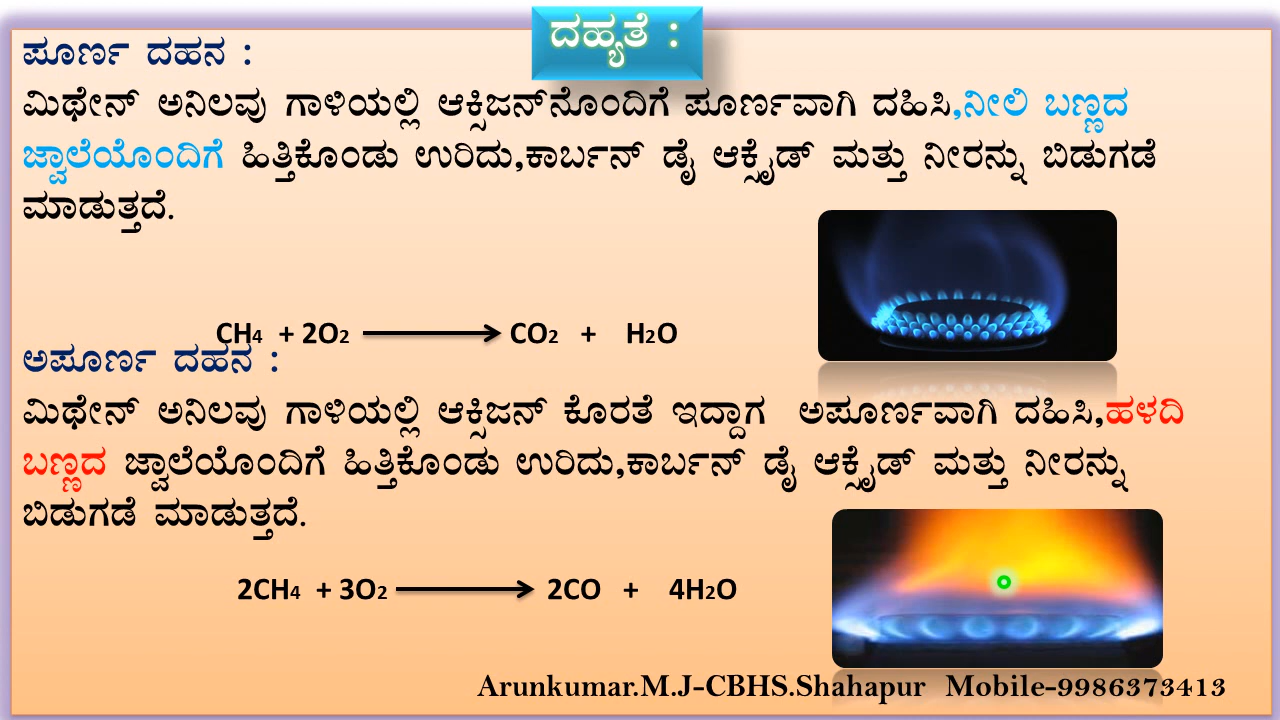 ದಹ್ಯತೆ :
ಪೂರ್ಣ ದಹನ :
ಮಿಥೇನ್ ಅನಿಲವು ಗಾಳಿಯಲ್ಲಿ ಆಕ್ಸಿಜನ್‌ನೊಂದಿಗೆ ಪೂರ್ಣವಾಗಿ ದಹಿಸಿ,ನೀಲಿ ಬಣ್ಣದ
ಜ್ವಾಲೆಯೊಂದಿಗೆ ಹಿತ್ತಿಕೊಂಡು ಉರಿದು,ಕಾರ್ಬನ್ ಡೈ ಆಕ್ಸೈಡ್ ಮತ್ತು ನೀರನ್ನು ಬಿಡುಗಡೆ
ಮಾಡುತ್ತದೆ.
CH₄ + 2O₂ ⟶ CO₂ + H₂O
ಅಪೂರ್ಣ ದಹನ :
ಮಿಥೇನ್ ಅನಿಲವು ಗಾಳಿಯಲ್ಲಿ ಆಕ್ಸಿಜನ್ ಕೊರತೆ ಇದ್ದಾಗ ಅಪೂರ್ಣವಾಗಿ ದಹಿಸಿ,ಹಳದಿ
ಬಣ್ಣದ ಜ್ವಾಲೆಯೊಂದಿಗೆ ಹಿತ್ತಿಕೊಂಡು ಉರಿದು,ಕಾರ್ಬನ್ ಡೈ ಆಕ್ಸೈಡ್ ಮತ್ತು ನೀರನ್ನು
ಬಿಡುಗಡೆ ಮಾಡುತ್ತದೆ.
2CH₄ + 3O₂ ⟶ 2CO + 4H₂O
Arunkumar.M.J-CBHS.Shahapur Mobile-9986373413